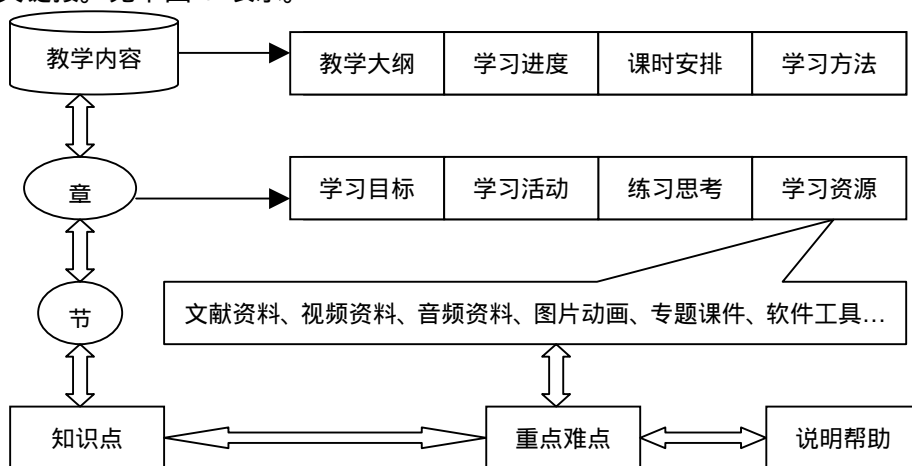 教学内容
教学大纲 学习进度 课时安排 学习方法
章
学习目标 学习活动 练习思考 学习资源
节
文献资料、视频资料、音频资料、图片动画、专题课件、软件工具…
知识点
重点难点
说明帮助